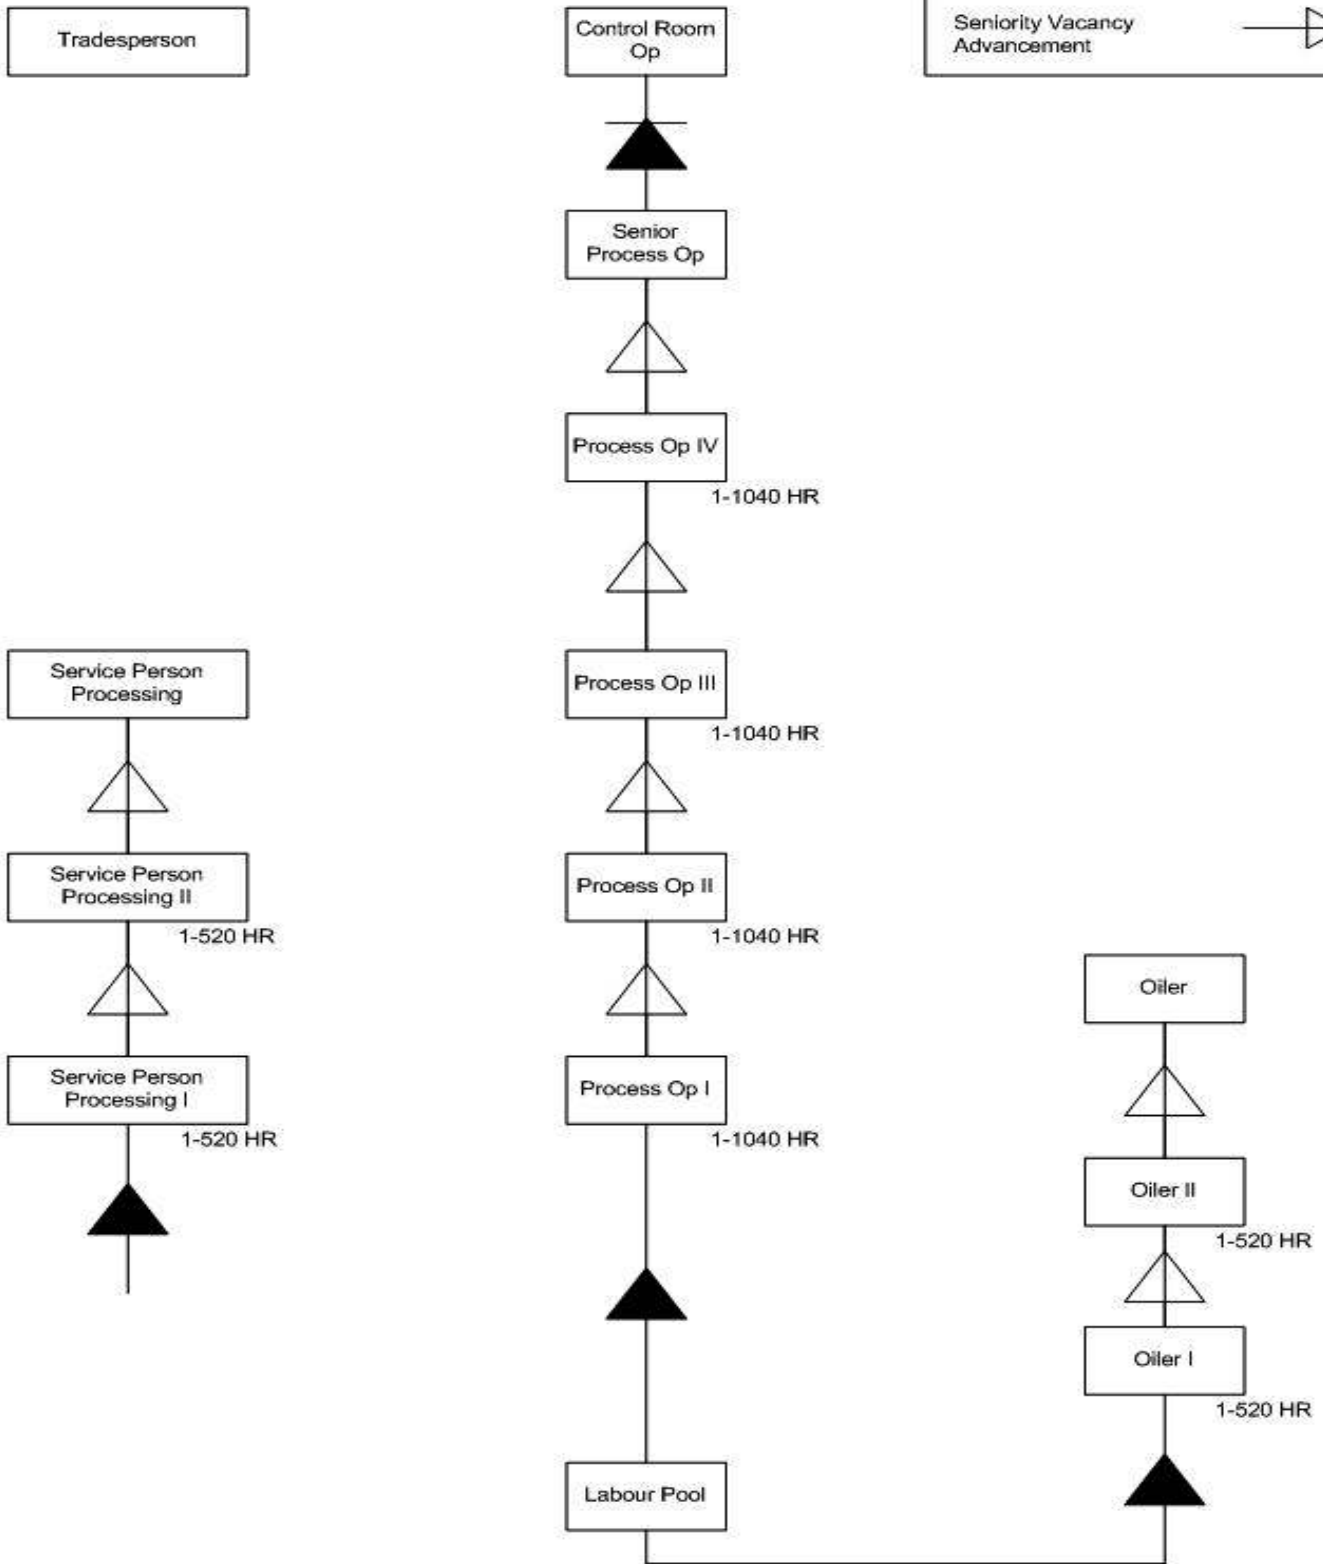 Tradesperson
Control Room
Op
Seniority Vacancy
Advancement
Senior
Process Op
Process Op IV
1-1040 HR
Service Person
Processing
Process Op III
1-1040 HR
Service Person
Processing II
1-520 HR
Process Op II
1-1040 HR
Oiler
Service Person
Processing I
1-520 HR
Process Op I
1-1040 HR
Oiler II
1-520 HR
Oiler I
1-520 HR
Labour Pool